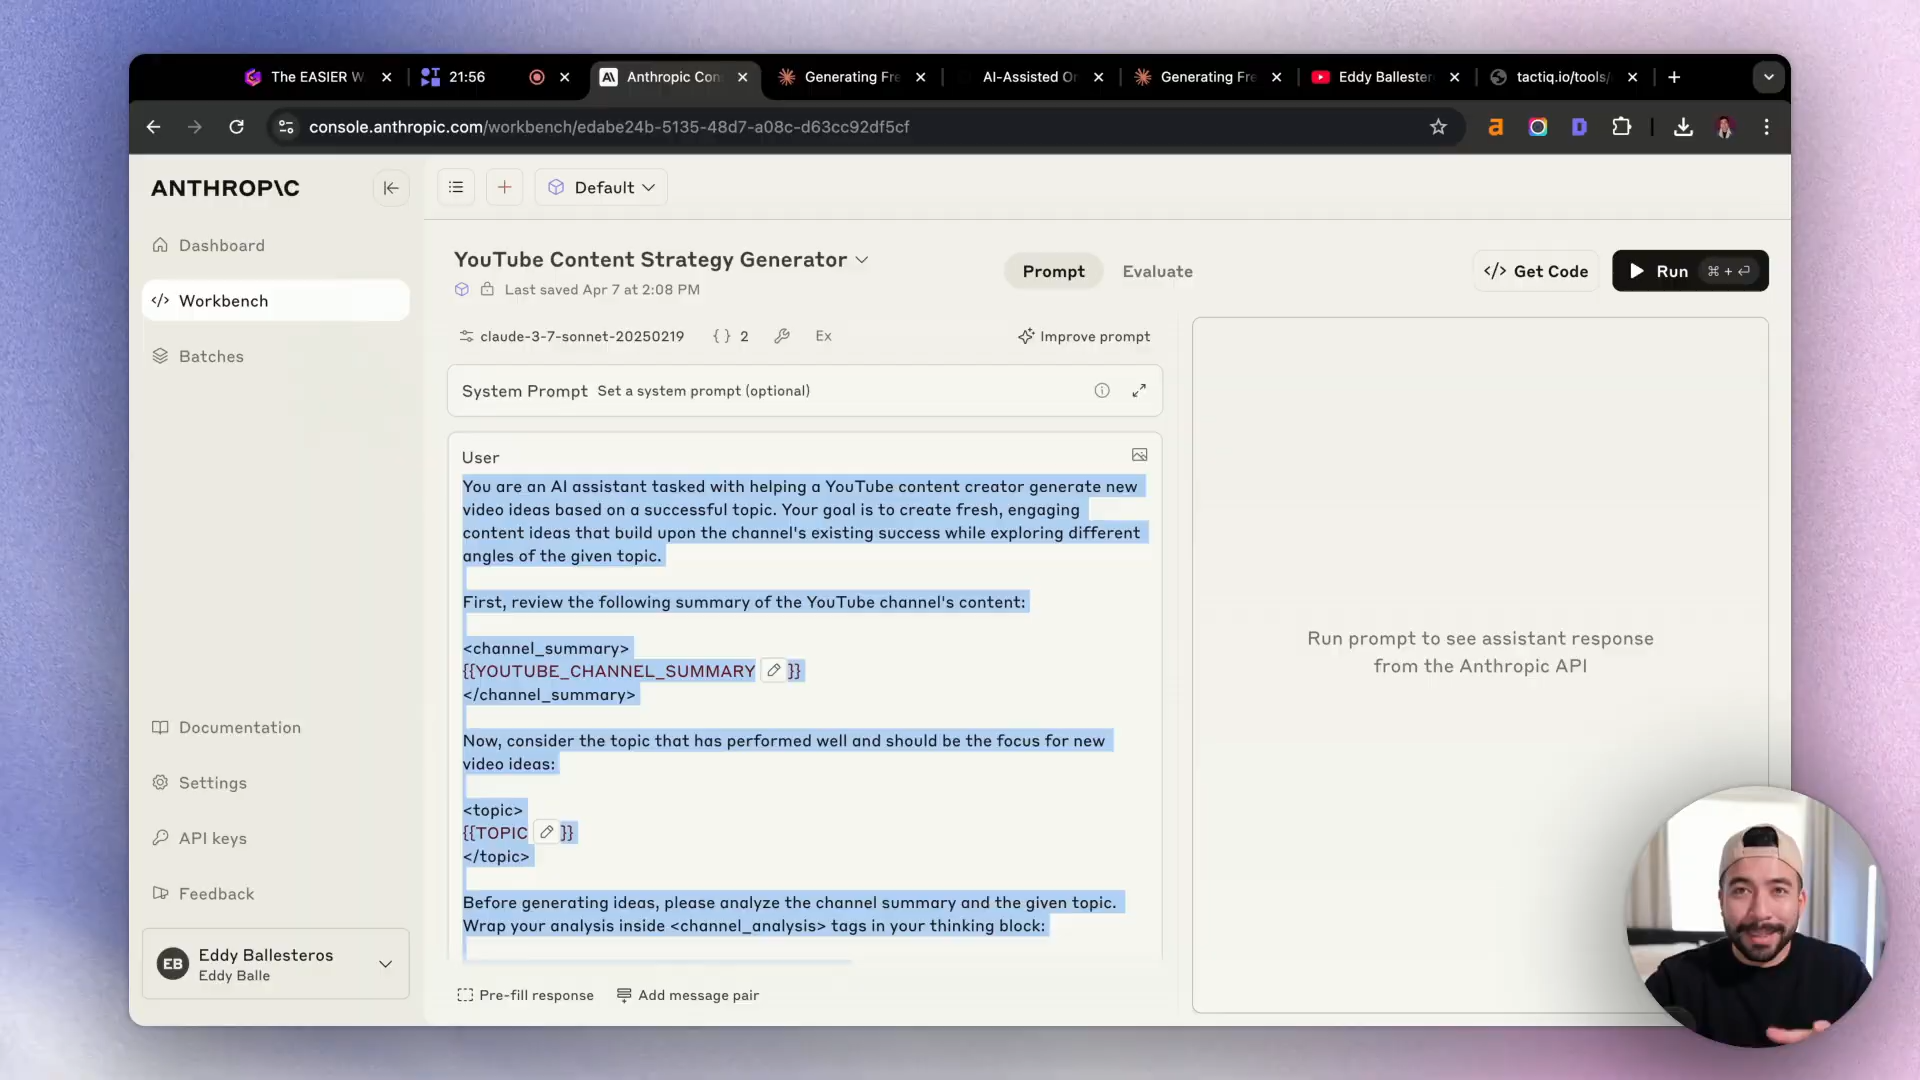 The EASIER W
21:56
Anthropic Con
Generating Fre
AI-Assisted O
Generating Fre
Eddy Ballester
tactiq.io/tools/
console.anthropic.com/workbench/edabe24b-5135-48d7-a08c-d63cc92df5cf
ANTHROP\C
Default
Dashboard
Workbench
Batches
Documentation
Settings
API keys
Feedback
EB
Eddy Ballesteros
Eddy Balle
YouTube Content Strategy Generator
Last saved Apr 7 at 2:08 PM
Prompt
Evaluate
Get Code
Run ⌘ + ⏎
claude-3-7-sonnet-20250219
{ } 2
Ex
Improve prompt
System Prompt Set a system prompt (optional)
User
You are an AI assistant tasked with helping a YouTube content creator generate new
video ideas based on a successful topic. Your goal is to create fresh, engaging
content ideas that build upon the channel's existing success while exploring different
angles of the given topic.
First, review the following summary of the YouTube channel's content:
<channel_summary>
{{YOUTUBE_CHANNEL_SUMMARY}}
</channel_summary>
Now, consider the topic that has performed well and should be the focus for new
video ideas:
<topic>
{{TOPIC}}
</topic>
Before generating ideas, please analyze the channel summary and the given topic.
Wrap your analysis inside <channel_analysis> tags in your thinking block:
Pre-fill response
Add message pair
Run prompt to see assistant response
from the Anthropic API